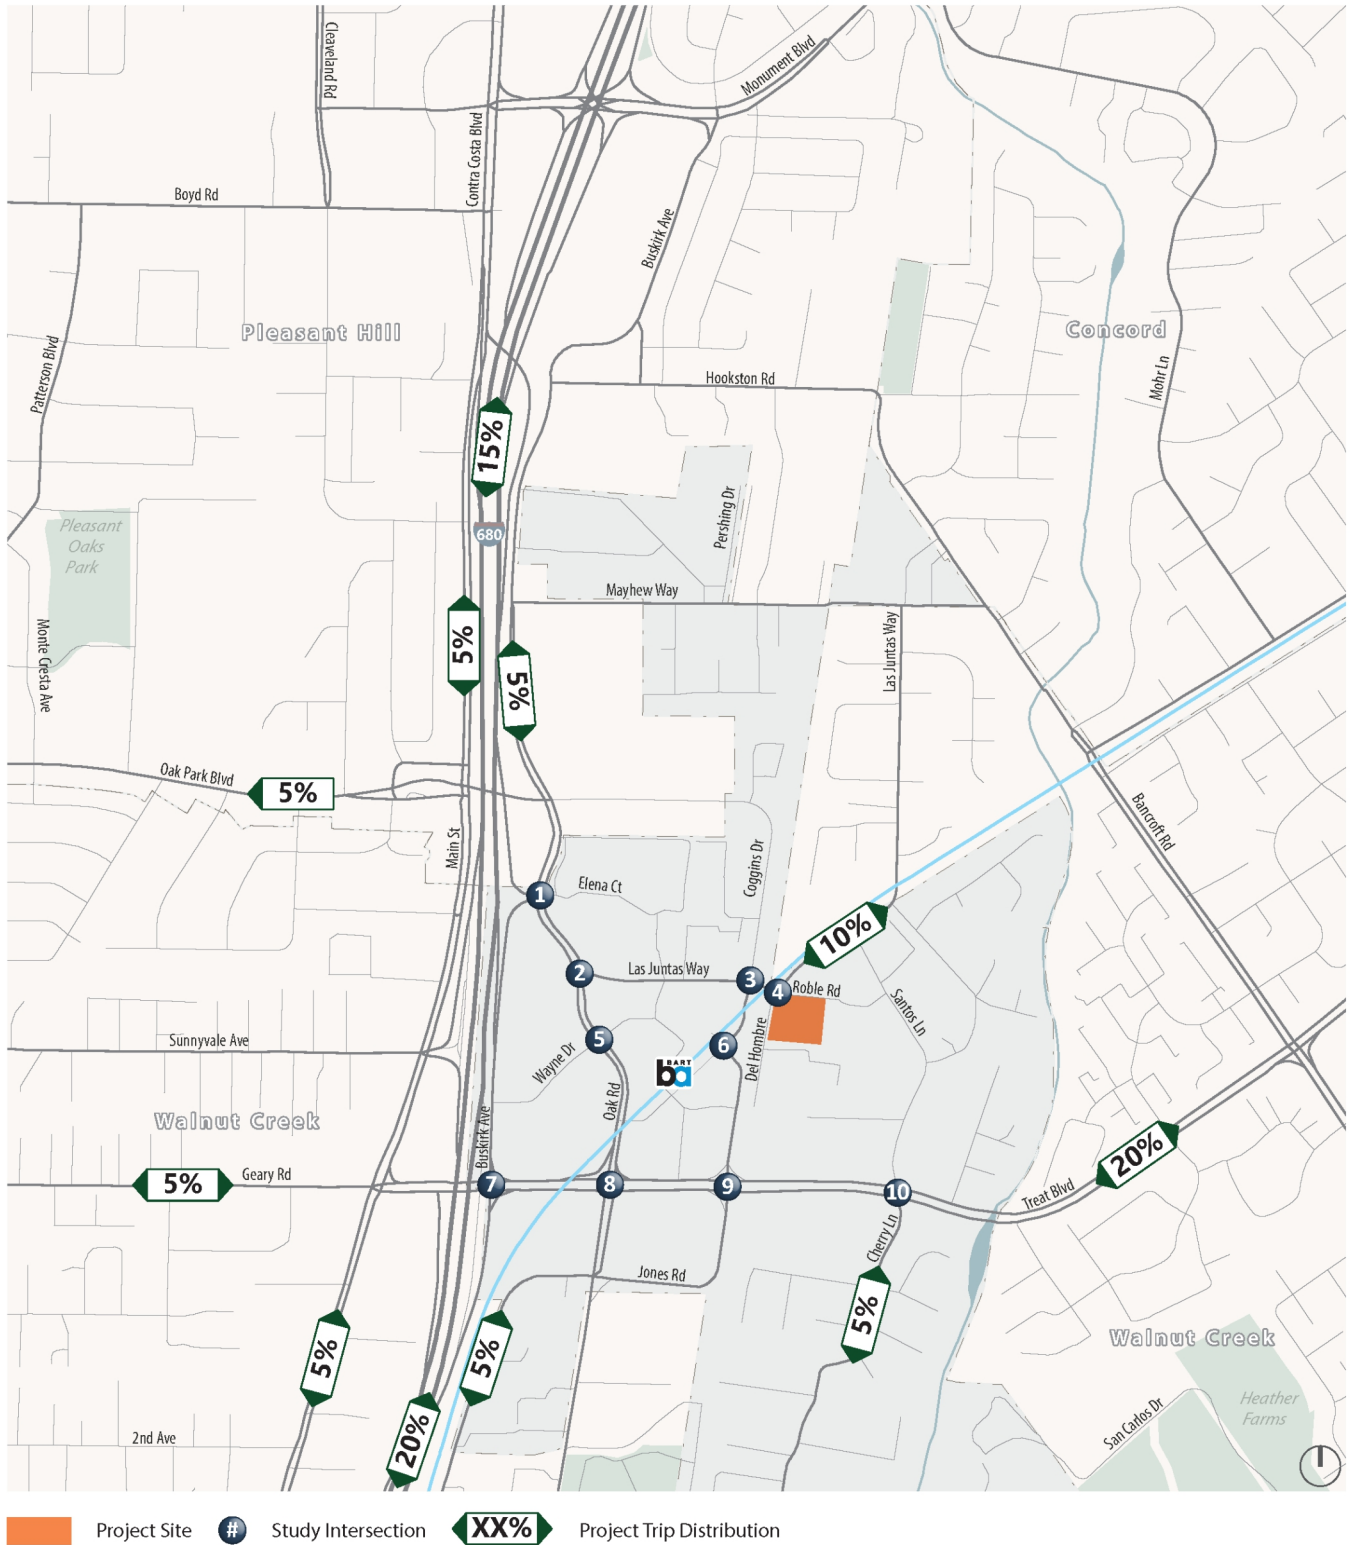 Cleaveland Rd
Contra Costa Blvd
Monument Blvd
Boyd Rd
Buskirk Ave
Pleasant Hill
Concord
Patterson Blvd
Mohr Ln
Hookston Rd
15%
Pleasant
Oaks
Park
680
Pershing Dr
Mayhew Way
Monte Cresta Ave
5%
5%
Las Juntas Way
Oak Park Blvd
5%
Main St
Bancroft Rd
Coggins Dr
1
Elena Ct
10%
2
Las Juntas Way
3
4
Roble Rd
Santos Ln
Sunnyvale Ave
5
6
Wayne Dr
Del Hombre
BART
ba
Oak Rd
Walnut Creek
Buskirk Ave
20%
5%
Geary Rd
7
8
9
10
Treat Blvd
Cherry Ln
Jones Rd
5%
5%
5%
Walnut Creek
20%
2nd Ave
San Carlos Dr
Heather
Farms
Project Site
#
Study Intersection
XX%
Project Trip Distribution